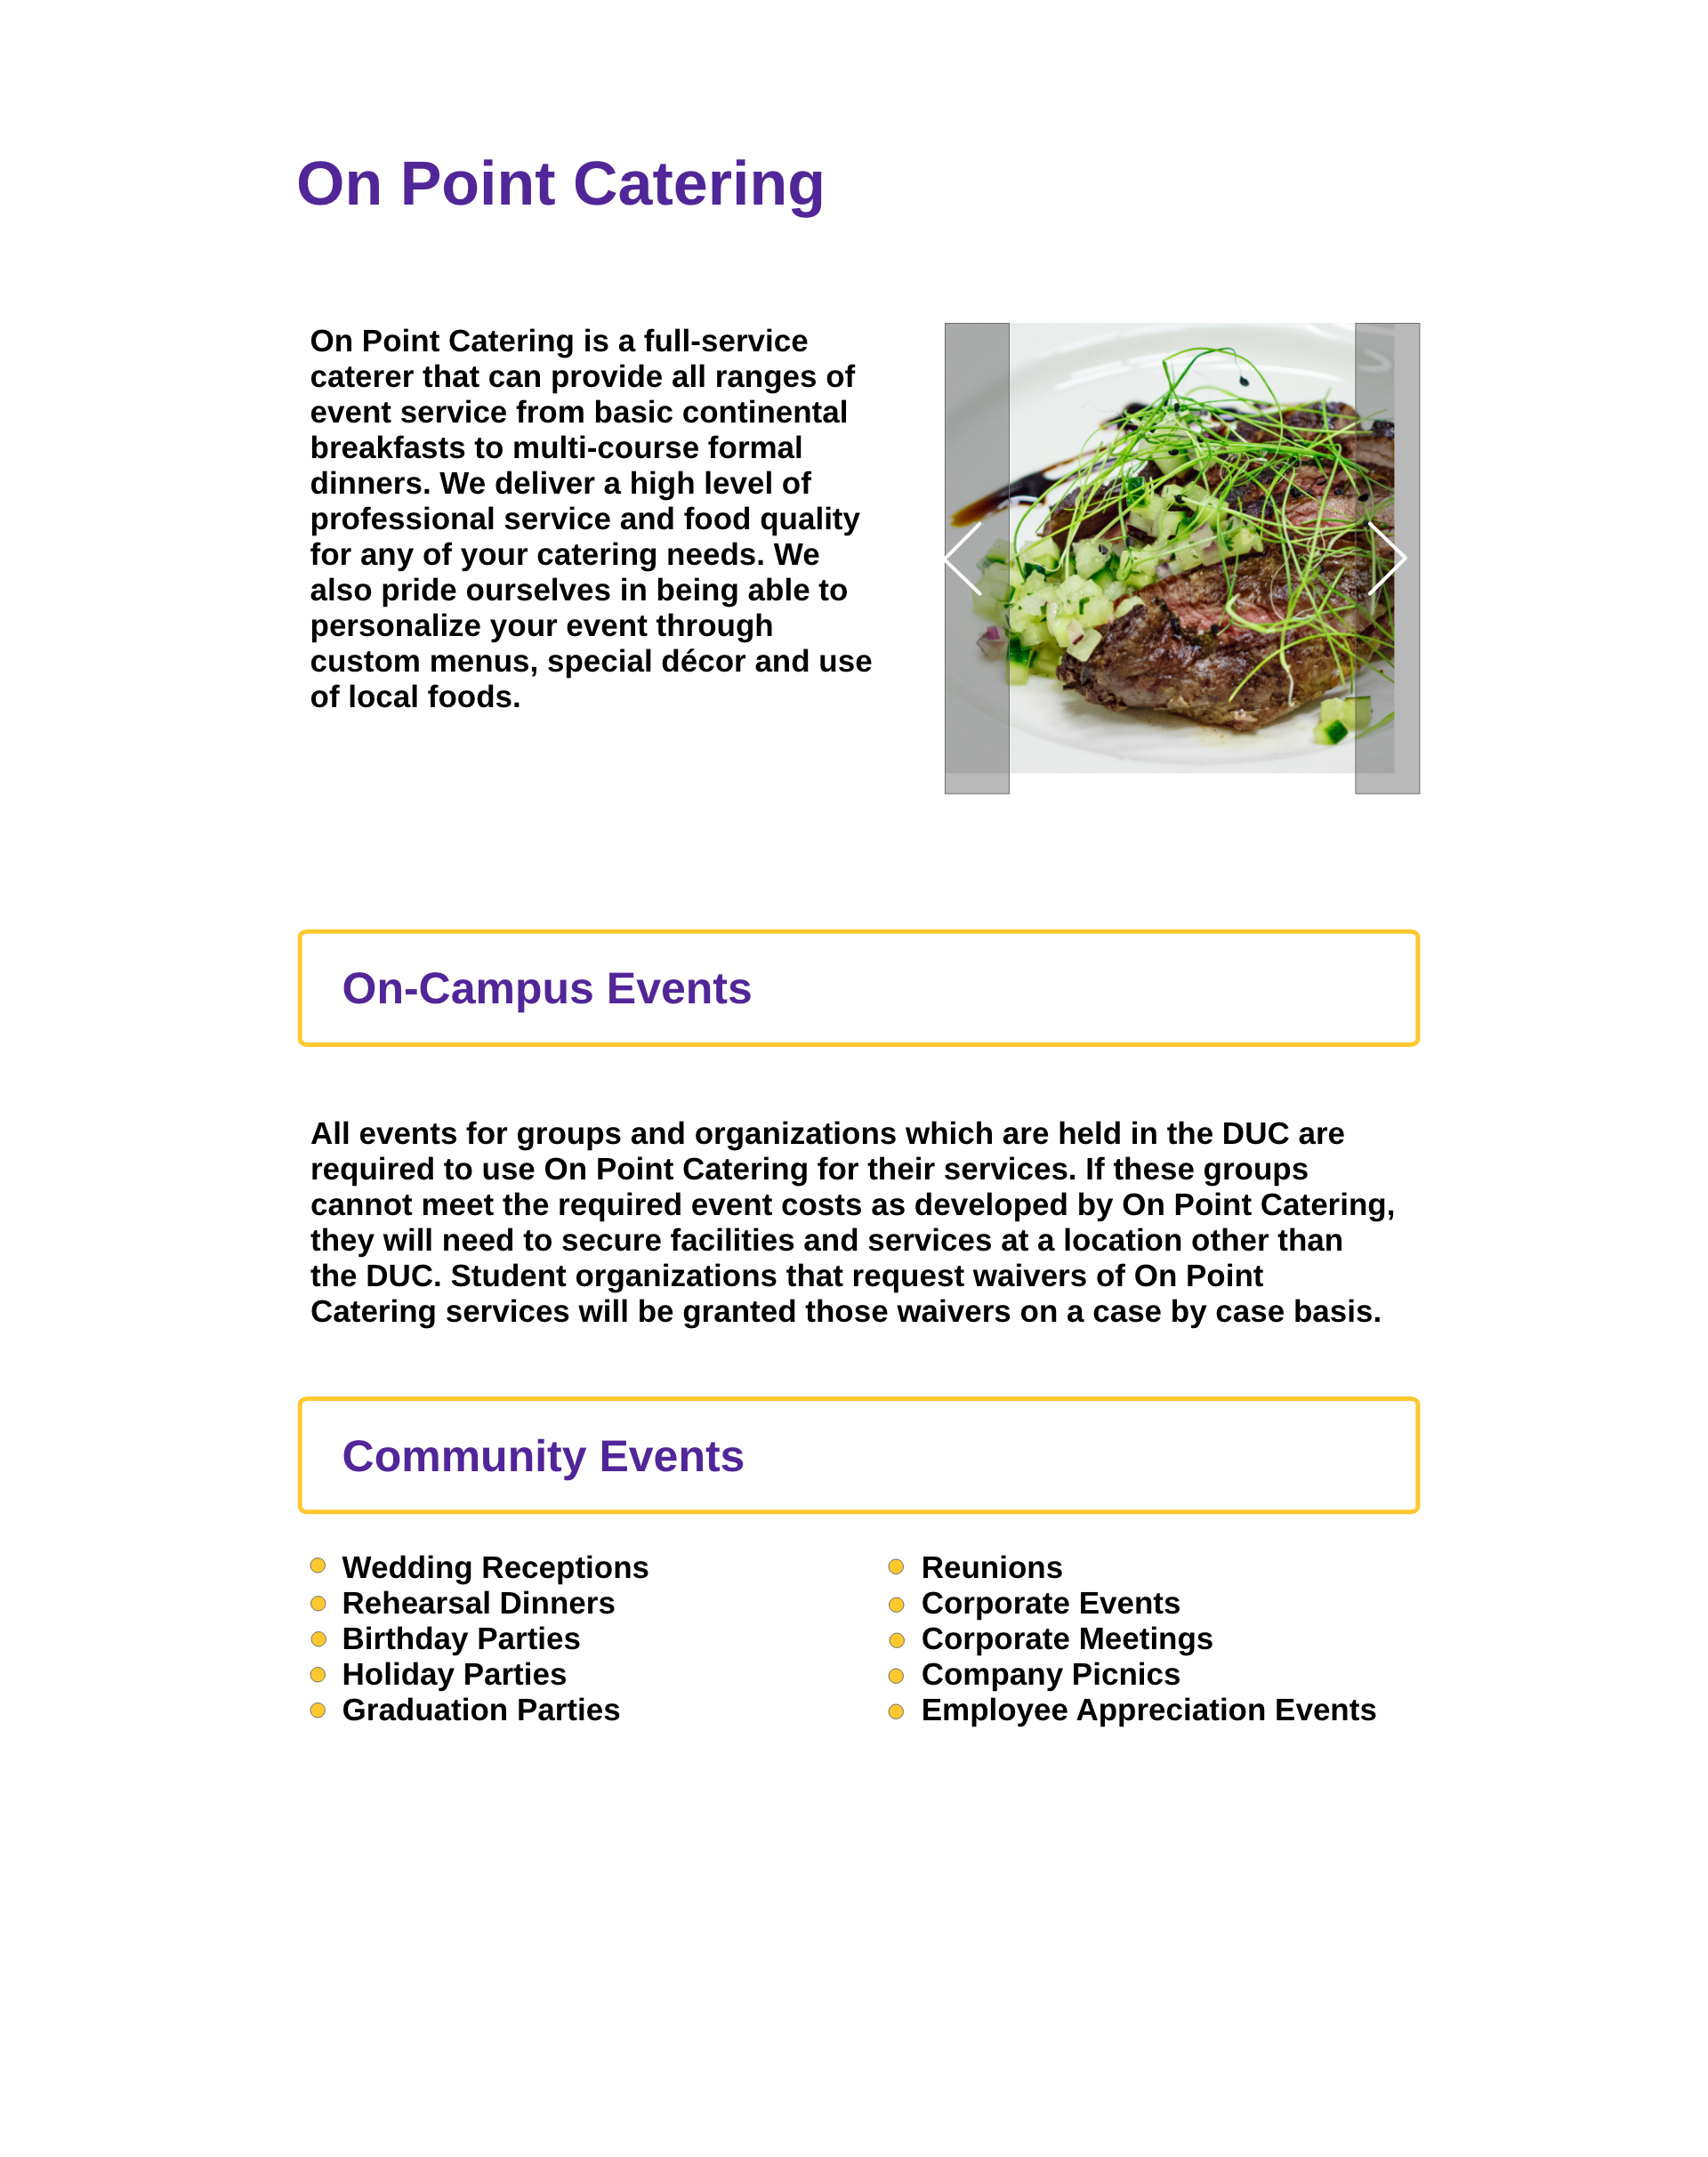 On Point Catering
On Point Catering is a full-service
caterer that can provide all ranges of
event service from basic continental
breakfasts to multi-course formal
dinners. We deliver a high level of
professional service and food quality
for any of your catering needs. We
also pride ourselves in being able to
personalize your event through
custom menus, special décor and use
of local foods.
On-Campus Events
All events for groups and organizations which are held in the DUC are
required to use On Point Catering for their services. If these groups
cannot meet the required event costs as developed by On Point Catering,
they will need to secure facilities and services at a location other than
the DUC. Student organizations that request waivers of On Point
Catering services will be granted those waivers on a case by case basis.
Community Events
Wedding Receptions
Rehearsal Dinners
Birthday Parties
Holiday Parties
Graduation Parties
Reunions
Corporate Events
Corporate Meetings
Company Picnics
Employee Appreciation Events